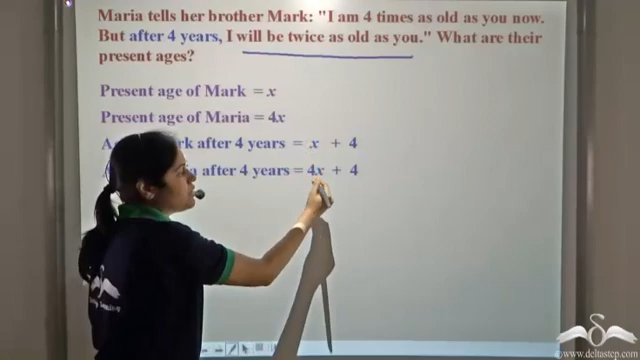 Maria tells her brother Mark: "I am 4 times as old as you now.
But after 4 years, I will be twice as old as you." What are their
present ages?
Present age of Mark = x
Present age of Maria = 4x
after 4 years = x + 4
after 4 years = 4x + 4
©www.deltastep.com